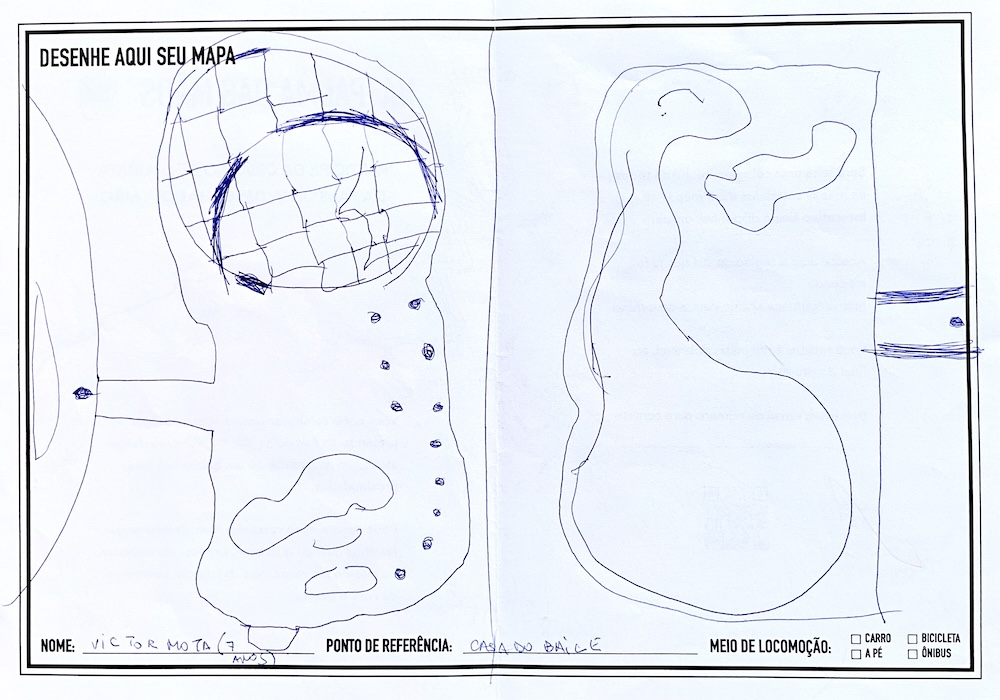 DESENHE AQUI SEU MAPA
NOME: VICTOR MOTA (7 ANOS)
PONTO DE REFERÊNCIA: CASA DO BAILE
MEIO DE LOCOMOÇÃO:
CARRO
BICICLETA
A PÉ
ÔNIBUS